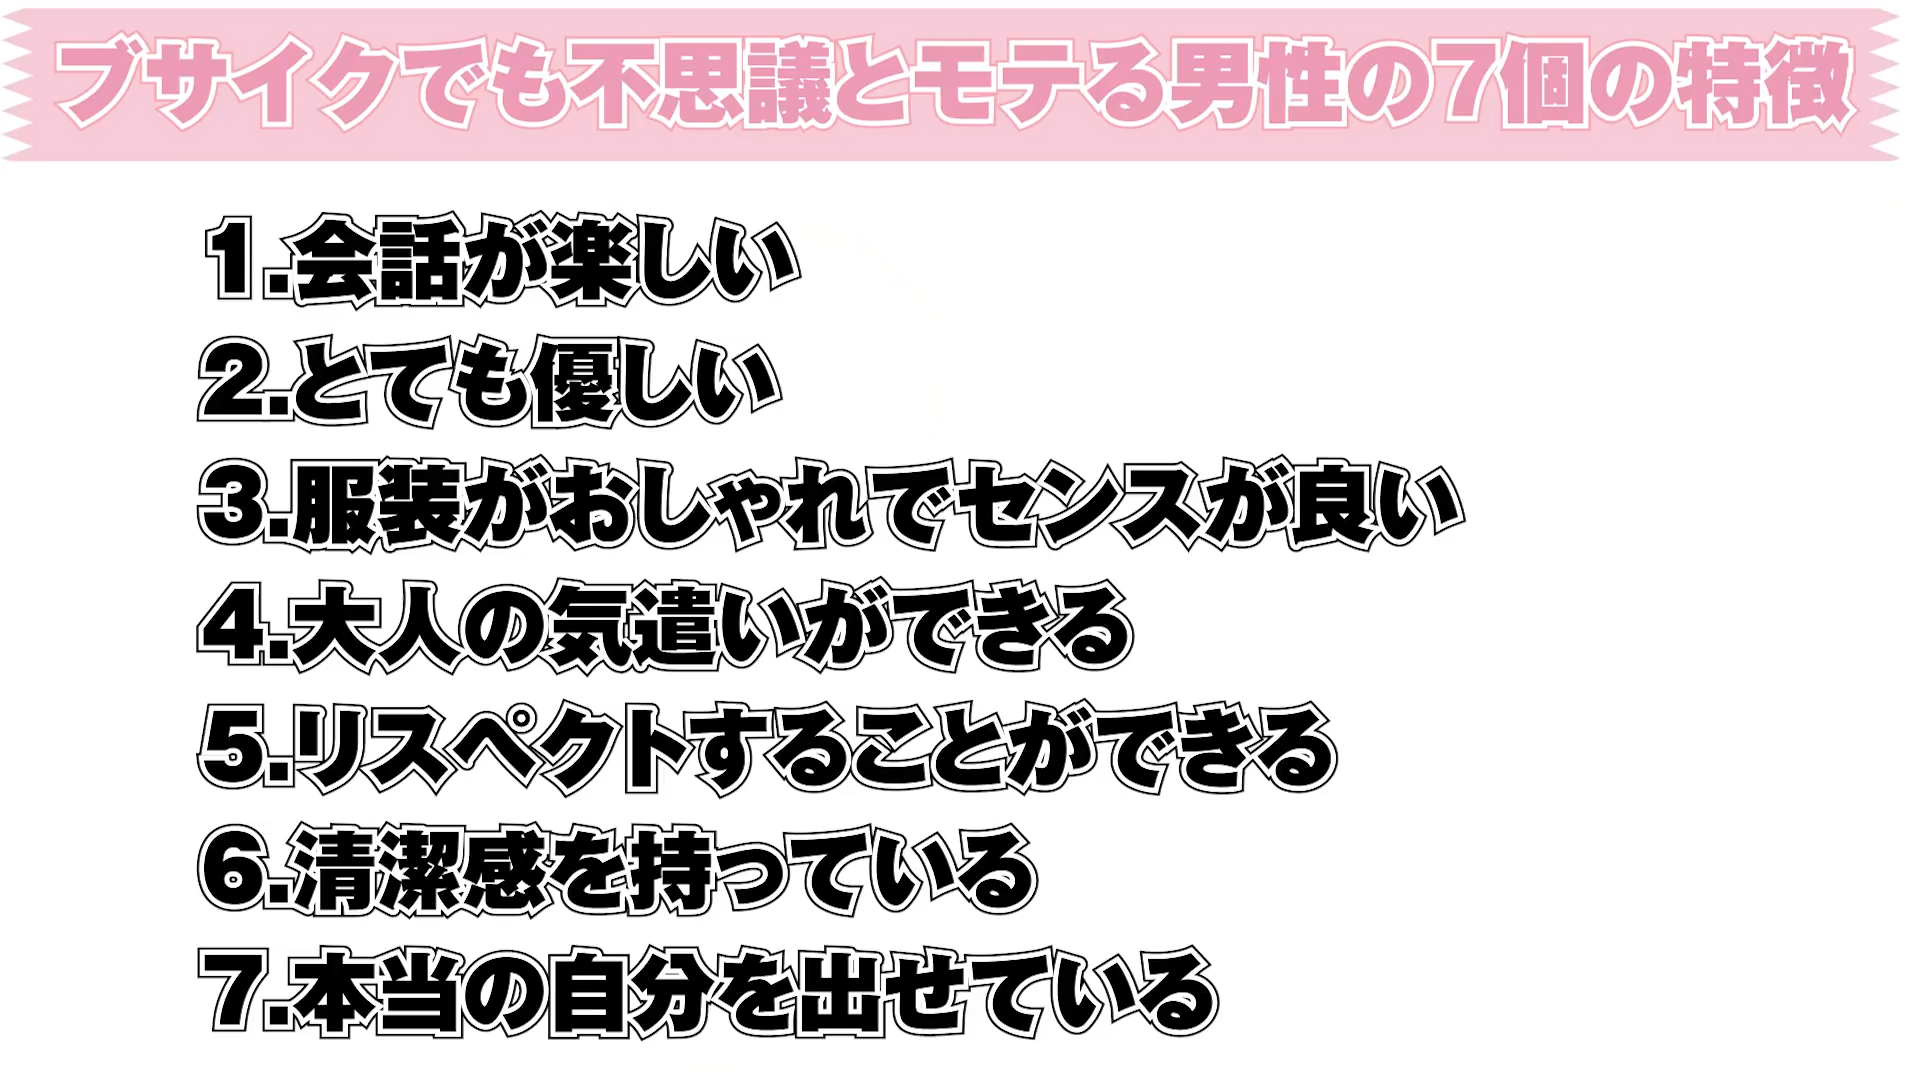 ブサイクでも不思議とモテる男性の7個の特徴
1.会話が楽しい
2.とても優しい
3.服装がおしゃれでセンスが良い
4.大人の気遣いができる
5.リスペクトすることができる
6.清潔感を持っている
7.本当の自分を出せている